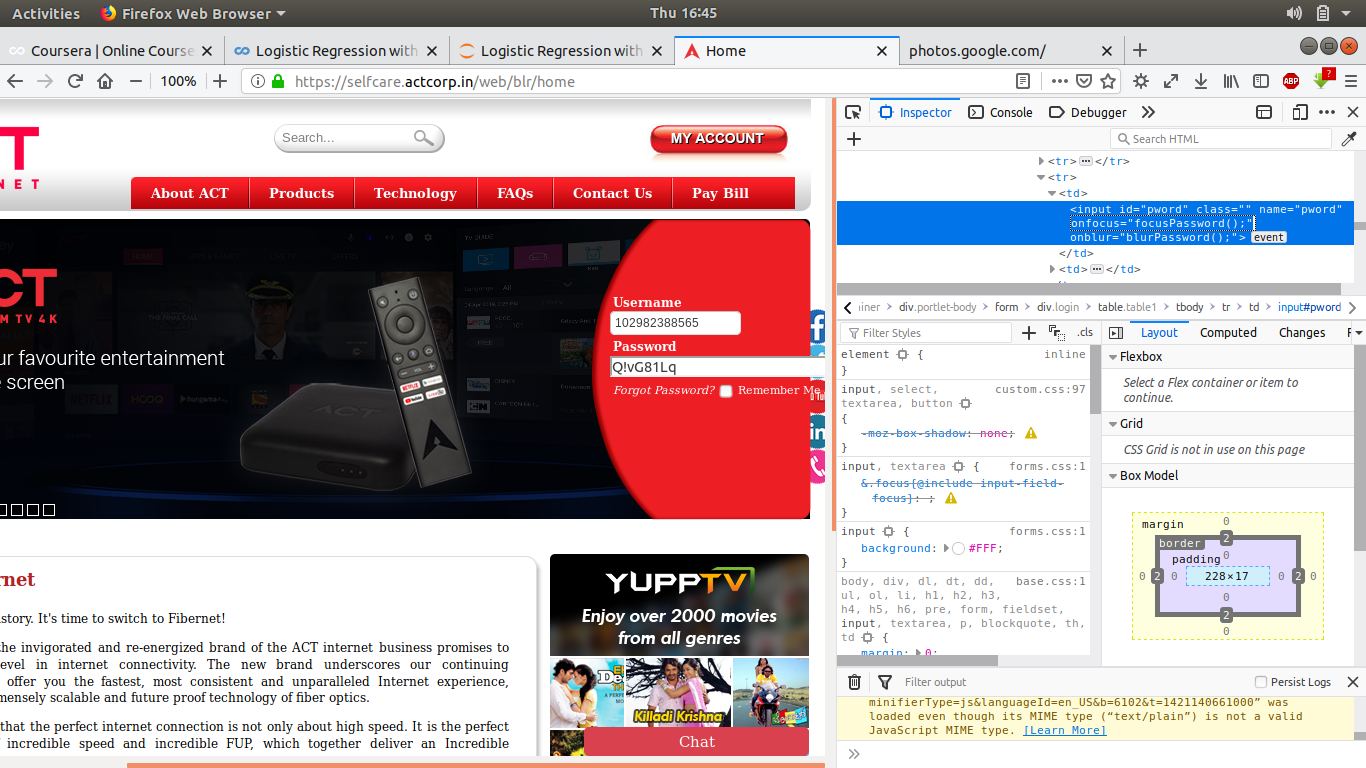 Activities
Firefox Web Browser
Thu 16:45
Coursera | Online Course
Logistic Regression with
Logistic Regression with
Home
photos.google.com/
100%
https://selfcare.actcorp.in/web/blr/home
ABP
?
CT
NET
Search...
MY ACCOUNT
About ACT
Products
Technology
FAQs
Contact Us
Pay Bill
CT
M TV 4K
ur favourite entertainment
e screen
TV GUIDE
ACT
Username
102982388565
Password
Q!vG81Lq
Forgot Password?
Remember Me
rnet
istory. It's time to switch to Fibernet!
the invigorated and re-energized brand of the ACT internet business promises to
evel in internet connectivity. The new brand underscores our continuing
offer you the fastest, most consistent and unparalleled Internet experience,
mensely scalable and future proof technology of fiber optics.
that the perfect internet connection is not only about high speed. It is the perfect
incredible speed and incredible FUP, which together deliver an Incredible
YUPPTV
Enjoy over 2000 movies
from all genres
Killadi Krishna
Chat
Inspector
Console
Debugger
Search HTML
<tr> ••• </tr>
<tr>
<td>
<input id="pword" class="" name="pword"
onfocus="focusPassword();"
onblur="blurPassword();"> event
</td>
<td> ••• </td>
ainer
div.portlet-body
form
div.login
table.table1
tbody
tr
td
input#pword
Filter Styles
.cls
element { inline
}
input, select, custom.css:97
textarea, button
{
-moz-box-shadow: none;
}
input, textarea { forms.css:1
&.focus{@include input-field-
focus}: ;
}
input { forms.css:1
background: #FFF;
}
body, div, dl, dt, dd, base.css:1
ul, ol, li, h1, h2, h3,
h4, h5, h6, pre, form, fieldset,
input, textarea, p, blockquote, th,
td {
margin: 0;
Layout
Computed
Changes
F
Flexbox
Select a Flex container or item to
continue.
Grid
CSS Grid is not in use on this page
Box Model
margin
0
border
2
padding
0
0 2 0 228×17 0 2 0
0
2
0
Filter output
Persist Logs
minifierType=js&languageId=en_US&b=6102&t=1421140661000” was
loaded even though its MIME type (“text/plain”) is not a valid
JavaScript MIME type. [Learn More]